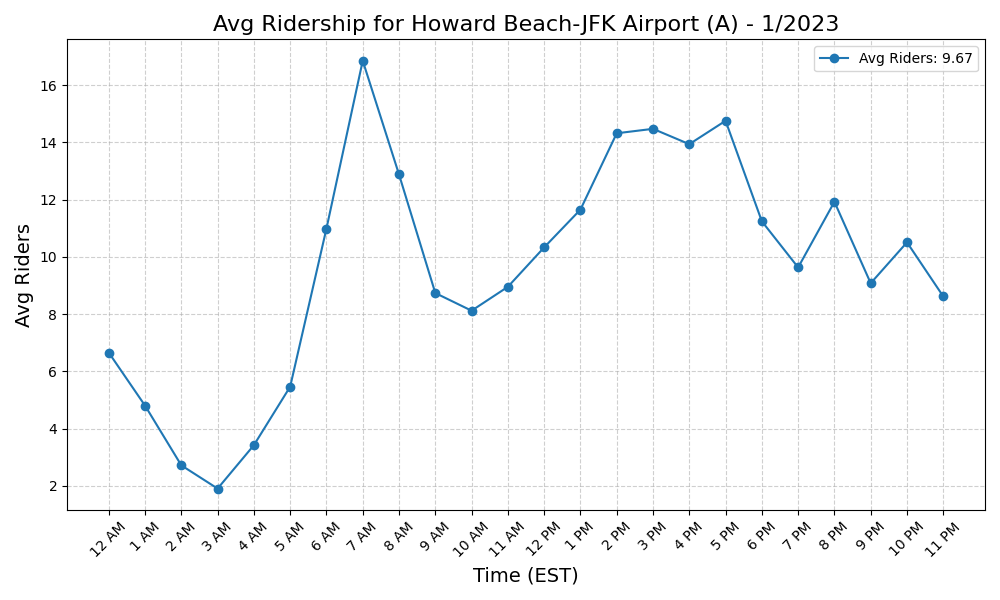 Avg Ridership for Howard Beach-JFK Airport (A) - 1/2023
Avg Riders: 9.67
Avg Riders
16
14
12
10
8
6
4
2
12 AM
1 AM
2 AM
3 AM
4 AM
5 AM
6 AM
7 AM
8 AM
9 AM
10 AM
11 AM
12 PM
1 PM
2 PM
3 PM
4 PM
5 PM
6 PM
7 PM
8 PM
9 PM
10 PM
11 PM
Time (EST)